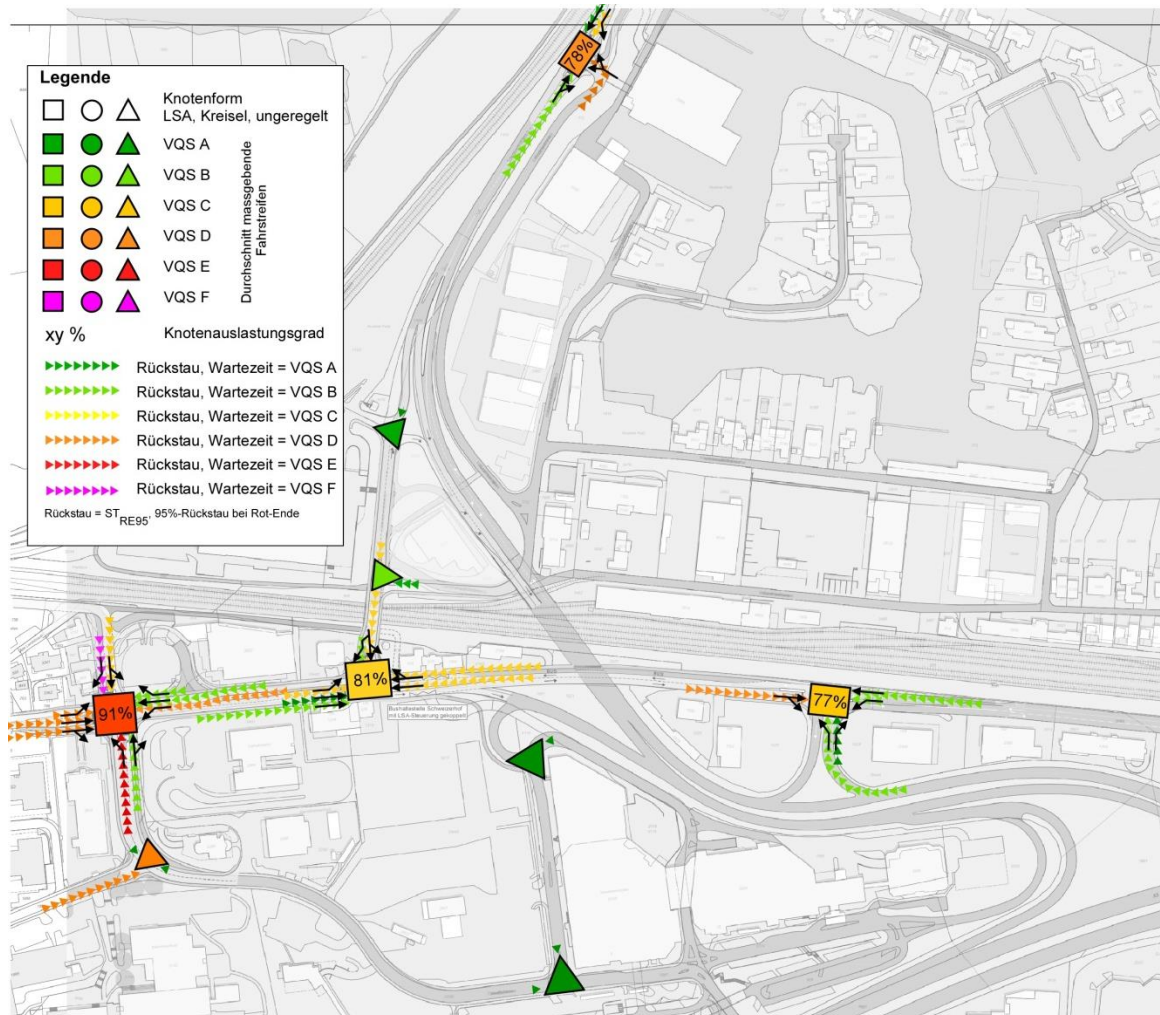 78%
Legende
Knotenform
LSA, Kreisel, ungeregelt
VQS A
VQS B
VQS C
VQS D
VQS E
VQS F
Durchschnitt massgebende
Fahrstreifen
xy %
Knotenauslastungsgrad
Rückstau, Wartezeit = VQS A
Rückstau, Wartezeit = VQS B
Rückstau, Wartezeit = VQS C
Rückstau, Wartezeit = VQS D
Rückstau, Wartezeit = VQS E
Rückstau, Wartezeit = VQS F
Rückstau = ST RE95, 95%-Rückstau bei Rot-Ende
81%
91%
77%
Bushaltestelle Schweizerhof
mit LSA-Steuerung gekoppelt